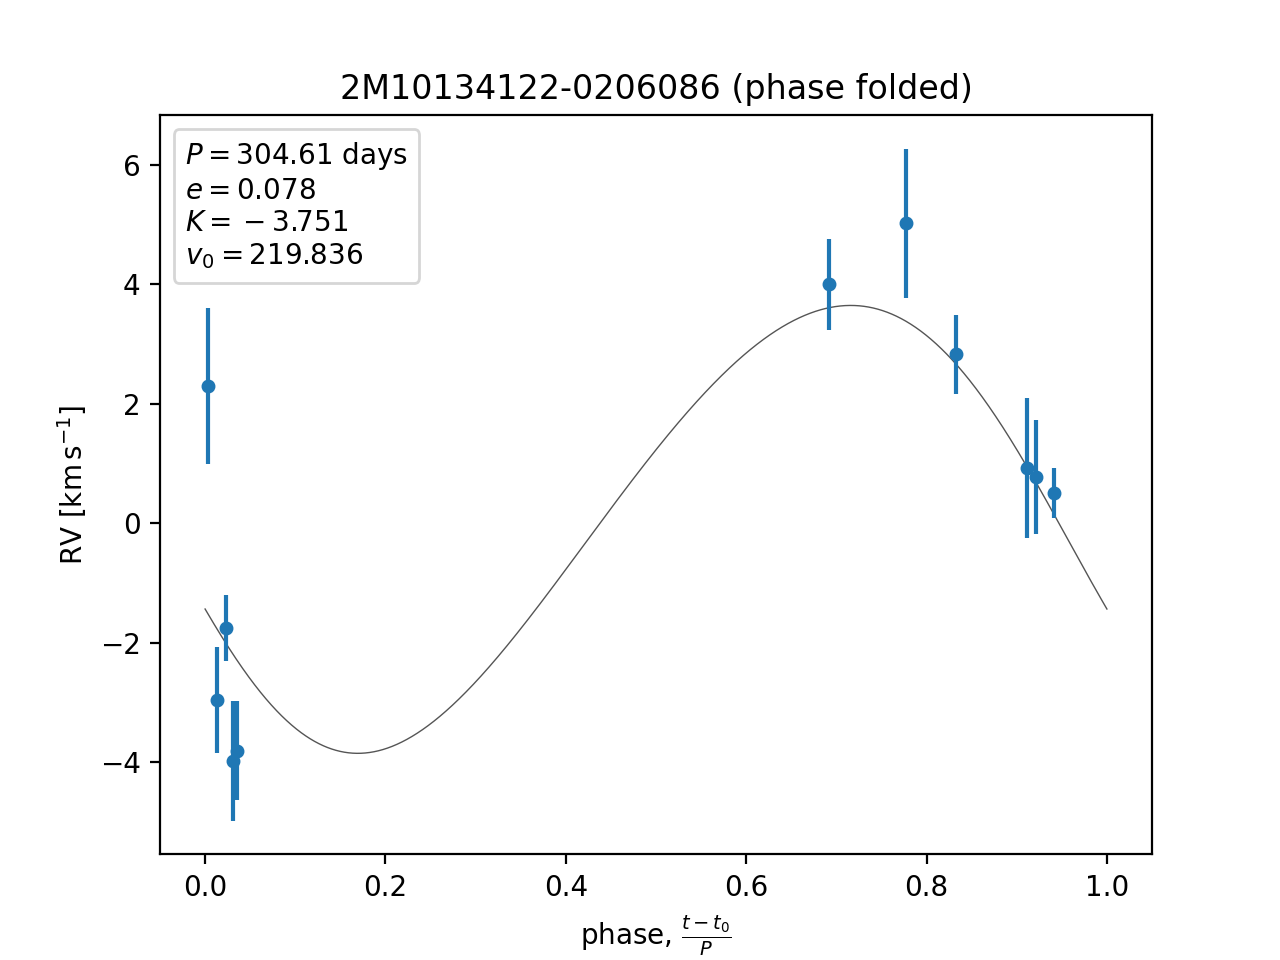 2M10134122-0206086 (phase folded)
P = 304.61 days
e = 0.078
K = −3.751
v₀ = 219.836
6
4
2
0
−2
−4
RV [km s⁻¹]
0.0 0.2 0.4 0.6 0.8 1.0
phase, (t − t₀)/P